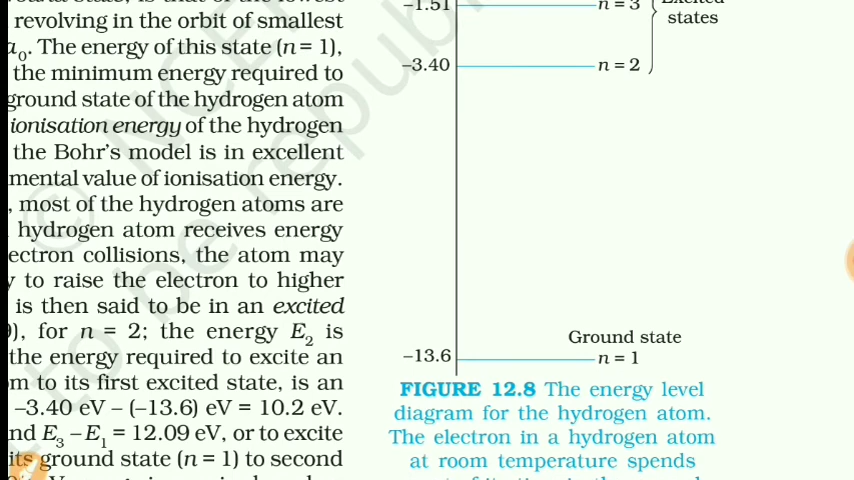 revolving in the orbit of smallest
a₀. The energy of this state (n = 1),
the minimum energy required to
ground state of the hydrogen atom
ionisation energy of the hydrogen
the Bohr's model is in excellent
mental value of ionisation energy.
, most of the hydrogen atoms are
hydrogen atom receives energy
ectron collisions, the atom may
y to raise the electron to higher
is then said to be in an excited
), for n = 2; the energy E₂ is
the energy required to excite an
m to its first excited state, is an
–3.40 eV – (–13.6) eV = 10.2 eV.
nd E₃ – E₁ = 12.09 eV, or to excite
its ground state (n = 1) to second
–1.51
n = 3
Excited
states
–3.40
n = 2
Ground state
–13.6
n = 1
FIGURE 12.8 The energy level
diagram for the hydrogen atom.
The electron in a hydrogen atom
at room temperature spends